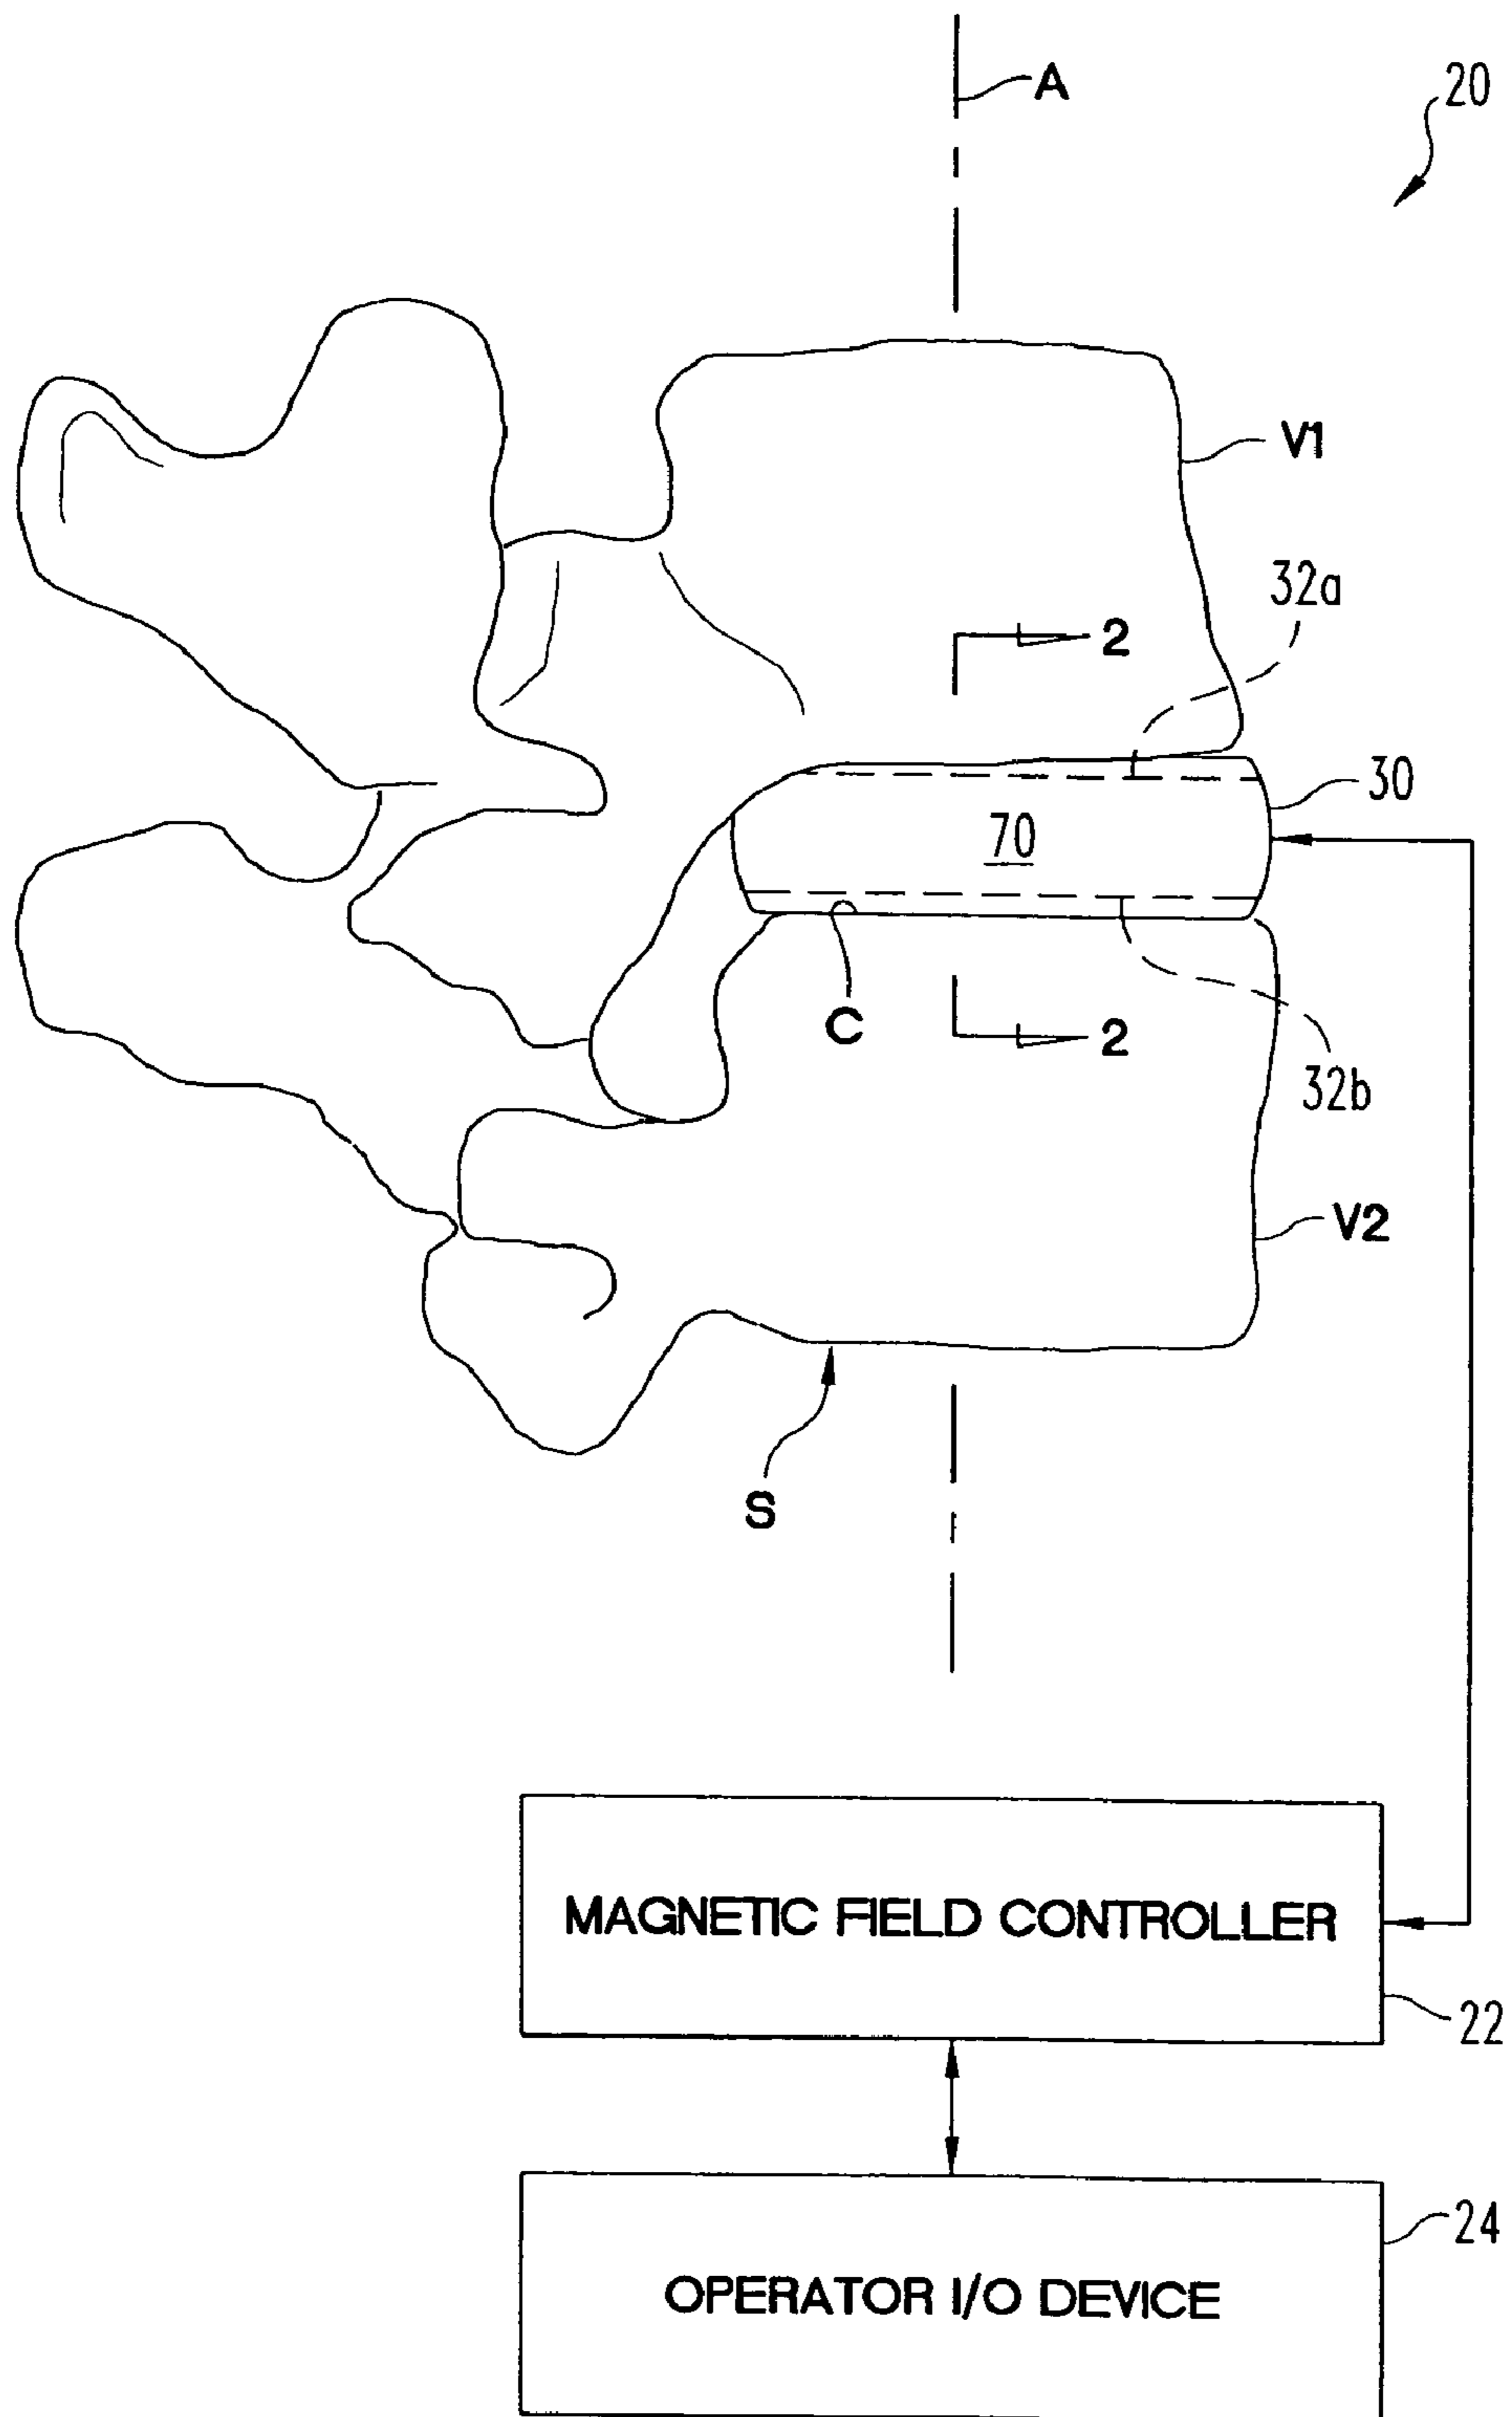 A
20
V1
32a
2
30
70
C
2
32b
V2
S
MAGNETIC FIELD CONTROLLER
22
24
OPERATOR I/O DEVICE